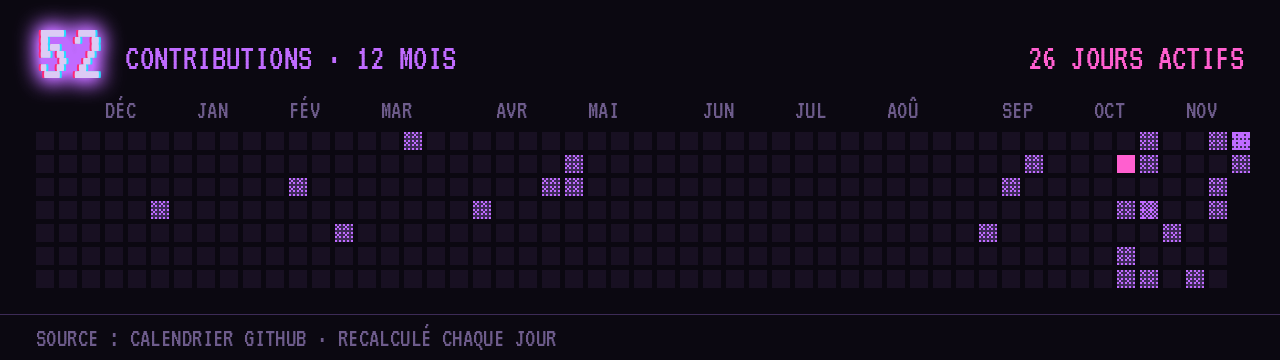 52 CONTRIBUTIONS · 12 MOIS
26 JOURS ACTIFS
DÉC JAN FÉV MAR AVR MAI JUN JUL AOÛ SEP OCT NOV
SOURCE : CALENDRIER GITHUB · RECALCULÉ CHAQUE JOUR